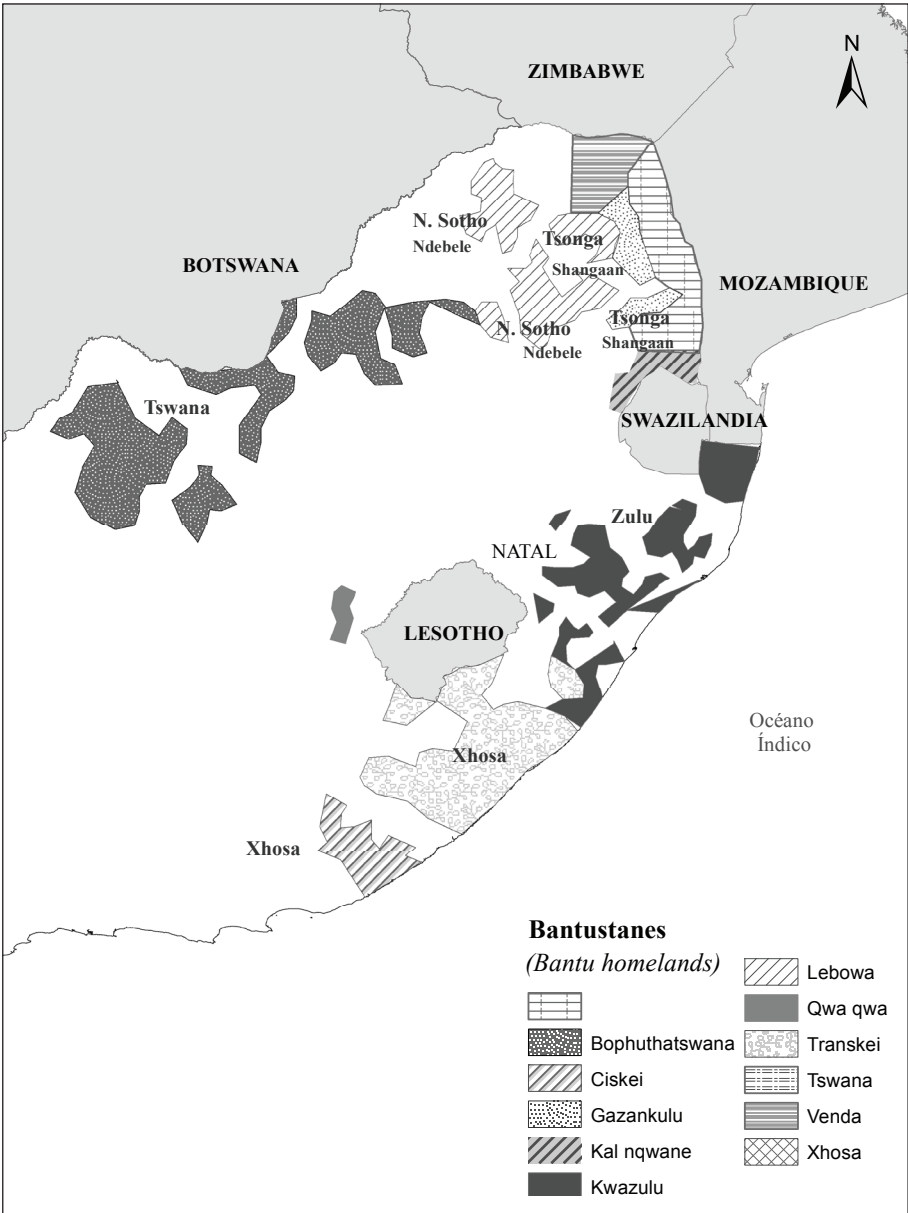 N
ZIMBABWE
N. Sotho
Ndebele
Tsonga
Shangaan
BOTSWANA
MOZAMBIQUE
N. Sotho
Ndebele
Tsonga
Shangaan
Tswana
SWAZILANDIA
Zulu
NATAL
LESOTHO
Océano
Índico
Xhosa
Xhosa
Bantustanes
(Bantu homelands)
Bophuthatswana
Ciskei
Gazankulu
Kal nqwane
Kwazulu
Lebowa
Qwa qwa
Transkei
Tswana
Venda
Xhosa